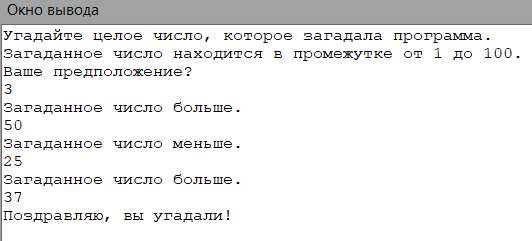 Окно вывода
Угадайте целое число, которое загадала программа.
Загаданное число находится в промежутке от 1 до 100.
Ваше предположение?
3
Загаданное число больше.
50
Загаданное число меньше.
25
Загаданное число больше.
37
Поздравляю, вы угадали!